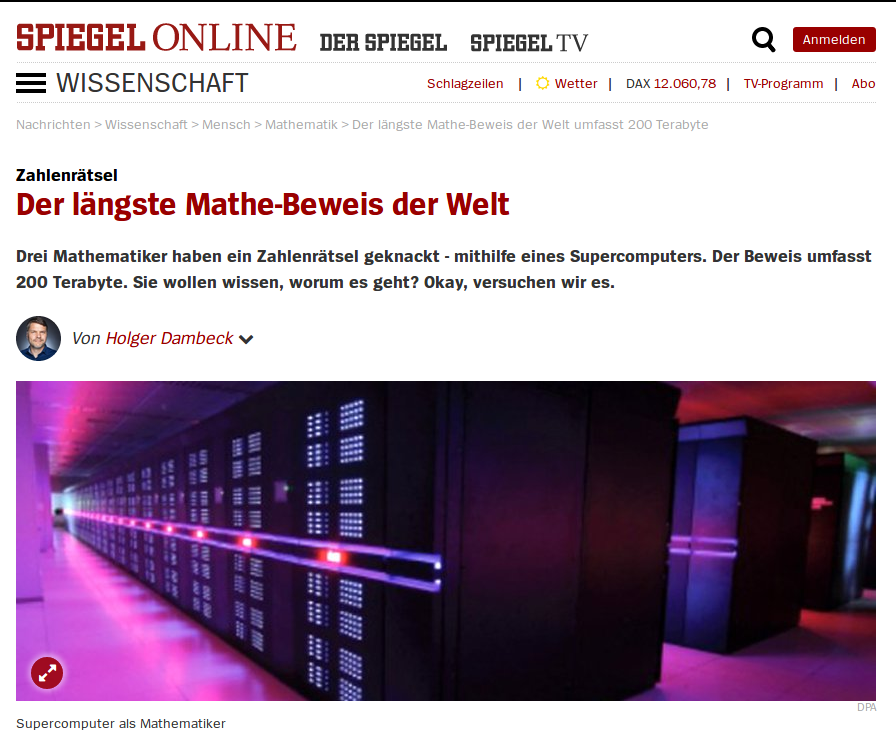 SPIEGEL ONLINE DER SPIEGEL SPIEGEL TV Anmelden
WISSENSCHAFT Schlagzeilen | Wetter | DAX 12.060,78 | TV-Programm | Abo
Nachrichten > Wissenschaft > Mensch > Mathematik > Der längste Mathe-Beweis der Welt umfasst 200 Terabyte
Zahlenrätsel
Der längste Mathe-Beweis der Welt
Drei Mathematiker haben ein Zahlenrätsel geknackt - mithilfe eines Supercomputers. Der Beweis umfasst
200 Terabyte. Sie wollen wissen, worum es geht? Okay, versuchen wir es.
Von Holger Dambeck
DPA
Supercomputer als Mathematiker